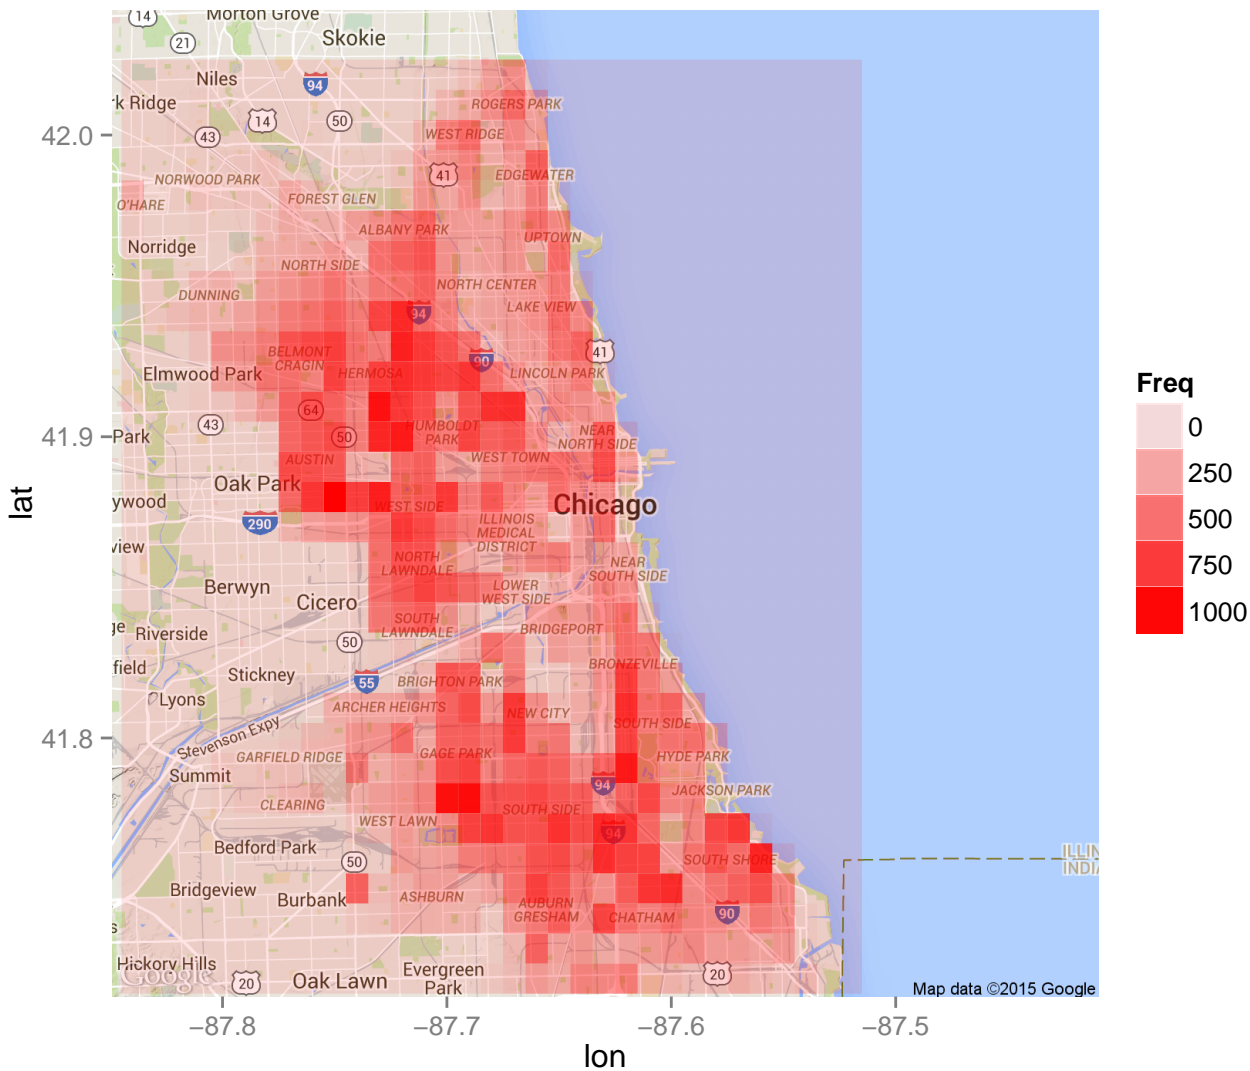 Morton Grove
14
21
Skokie
Niles
94
rk Ridge
ROGERS PARK
14
50
43
WEST RIDGE
42.0
41
EDGEWATER
NORWOOD PARK
FOREST GLEN
O'HARE
ALBANY PARK
UPTOWN
Norridge
NORTH SIDE
NORTH CENTER
DUNNING
LAKE VIEW
94
BELMONT
CRAGIN
90
41
Elmwood Park
HERMOSA
LINCOLN PARK
64
43
HUMBOLDT
PARK
NEAR
NORTH SIDE
41.9
Park
50
AUSTIN
WEST TOWN
Oak Park
ywood
WEST SIDE
Chicago
290
ILLINOIS
MEDICAL
DISTRICT
view
NORTH
LAWNDALE
NEAR
SOUTH SIDE
Berwyn
LOWER
WEST SIDE
Cicero
SOUTH
LAWNDALE
BRIDGEPORT
ge
Riverside
50
field
BRONZEVILLE
Stickney
55
BRIGHTON PARK
Lyons
ARCHER HEIGHTS
NEW CITY
SOUTH SIDE
41.8
Stevenson Expy
GARFIELD RIDGE
GAGE PARK
HYDE PARK
Summit
94
JACKSON PARK
CLEARING
SOUTH SIDE
WEST LAWN
94
Bedford Park
50
SOUTH SHORE
ILLIN
INDIA
Bridgeview
Burbank
ASHBURN
AUBURN
GRESHAM
CHATHAM
90
s
Hickory Hills
Google
20
Oak Lawn
Evergreen
Park
20
Map data ©2015 Google
−87.8
−87.7
−87.6
−87.5
lon
lat
Freq
0
250
500
750
1000